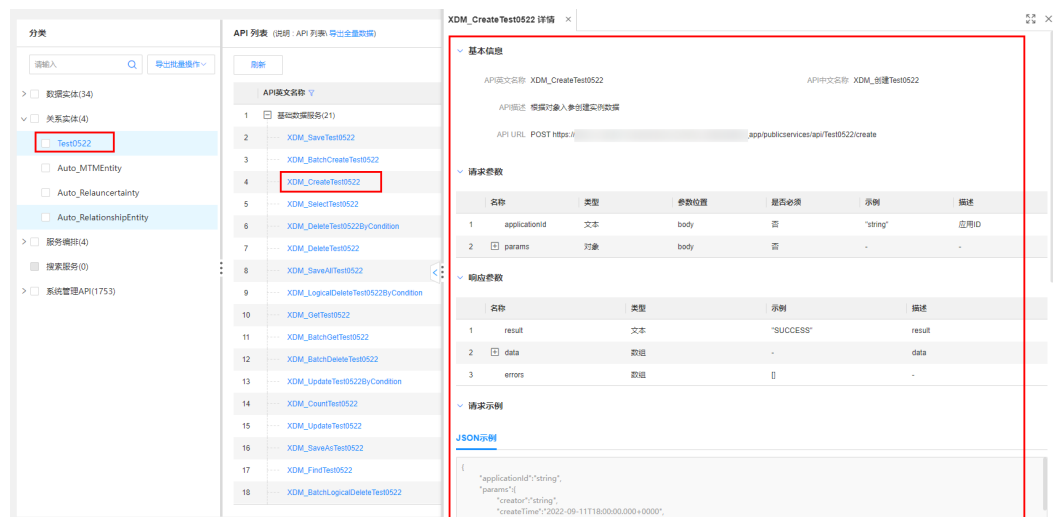 分类
请输入
导出批量操作
数据实体(34)
关系实体(4)
Test0522
Auto_MTMEntity
Auto_Relauncertainty
Auto_RelationshipEntity
服务编排(4)
搜索服务(0)
系统管理API(1753)
API 列表 (说明 : API 列表\ 导出全量数据)
刷新
API英文名称
1 基础数据服务(21)
2 XDM_SaveTest0522
3 XDM_BatchCreateTest0522
4 XDM_CreateTest0522
5 XDM_SelectTest0522
6 XDM_DeleteTest0522ByCondition
7 XDM_DeleteTest0522
8 XDM_SaveAllTest0522
9 XDM_LogicalDeleteTest0522ByCondition
10 XDM_GetTest0522
11 XDM_BatchGetTest0522
12 XDM_BatchDeleteTest0522
13 XDM_UpdateTest0522ByCondition
14 XDM_CountTest0522
15 XDM_UpdateTest0522
16 XDM_SaveAsTest0522
17 XDM_FindTest0522
18 XDM_BatchLogicalDeleteTest0522
XDM_CreateTest0522 详情
基本信息
API英文名称 XDM_CreateTest0522 API中文名称 XDM_创建Test0522
API描述 根据对象入参创建实例数据
API URL POST https:// app/publicservices/api/Test0522/create
请求参数
名称 类型 参数位置 是否必须 示例 描述
1 applicationId 文本 body 否 "string" 应用ID
2 params 对象 body 否 - -
响应参数
名称 类型 示例 描述
1 result 文本 "SUCCESS" result
2 data 数组 - data
3 errors 数组 [] -
请求示例
JSON示例
{
"applicationId":"string",
"params":{
"creator":"string",
"createTime":"2022-09-11T18:00:00.000+0000",